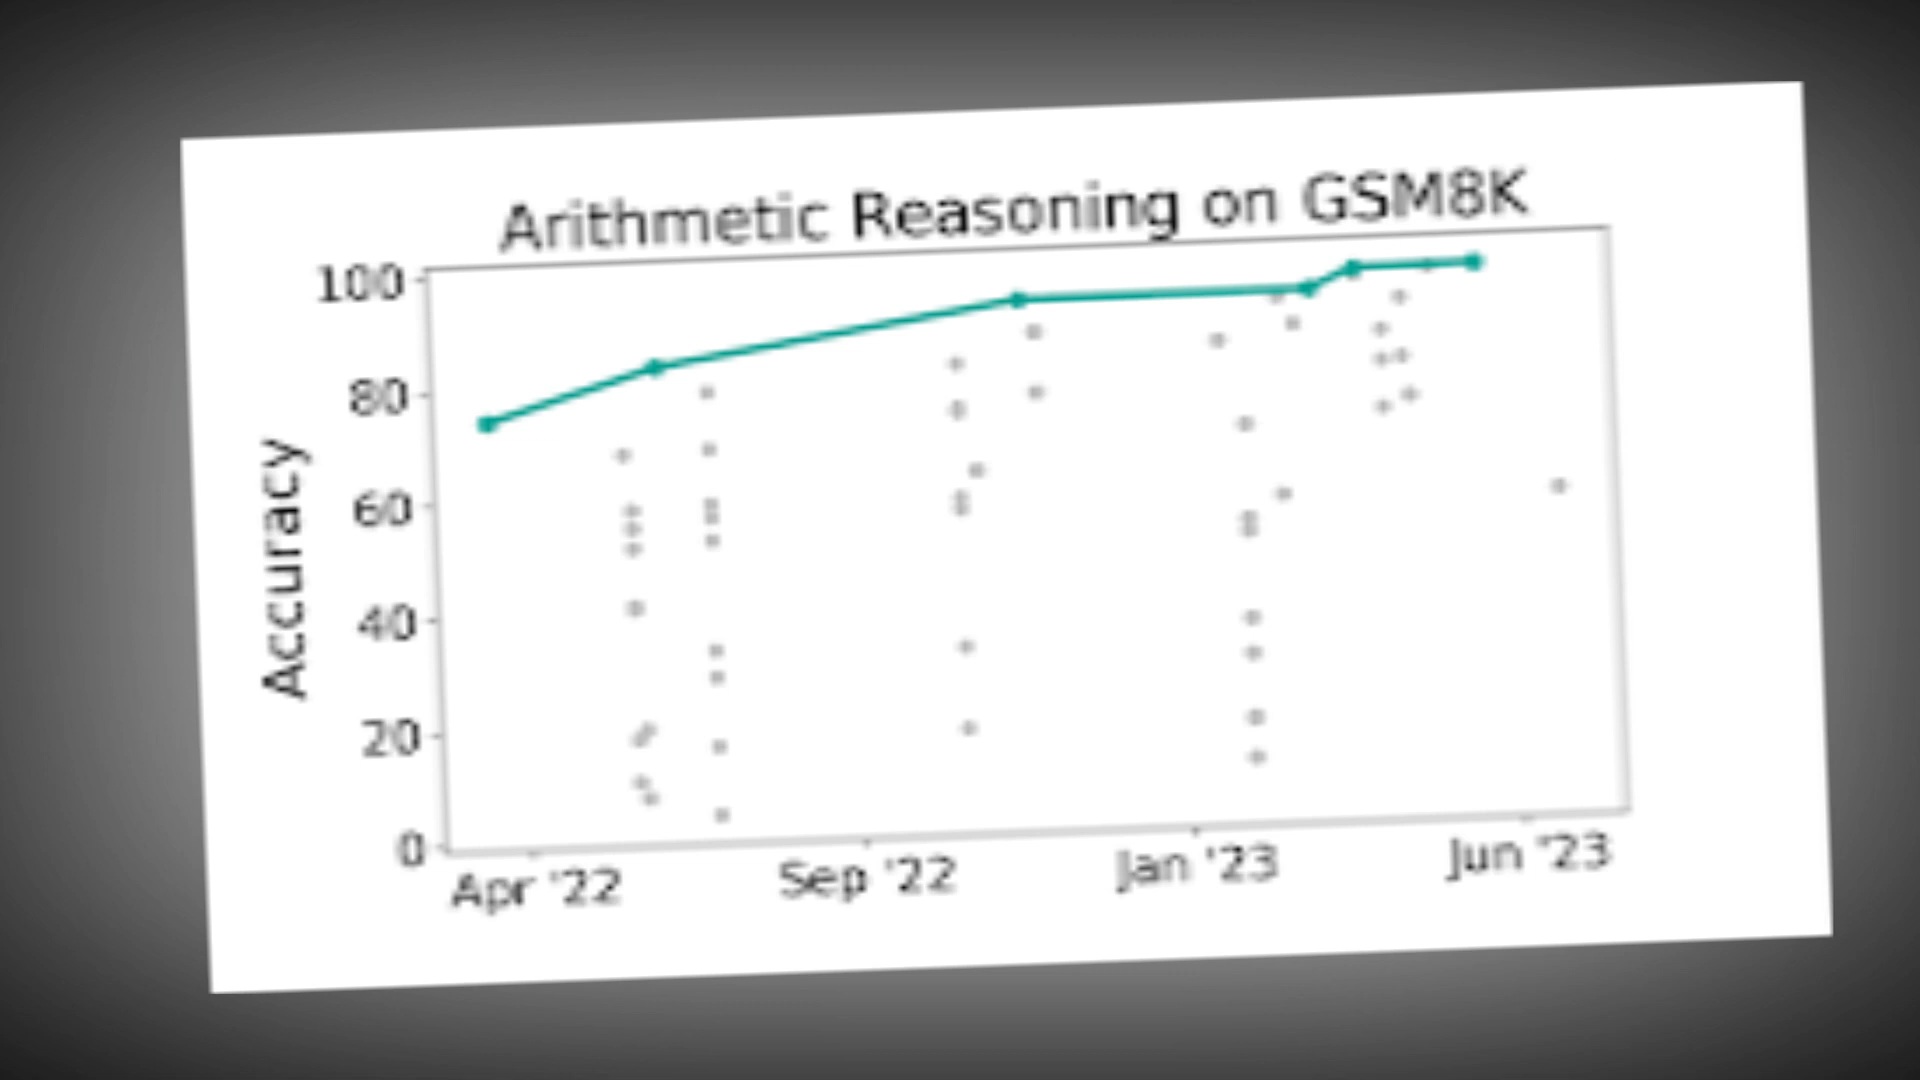 Arithmetic Reasoning on GSM8K
100
80
60
40
20
0
Accuracy
Apr '22
Sep '22
Jan '23
Jun '23